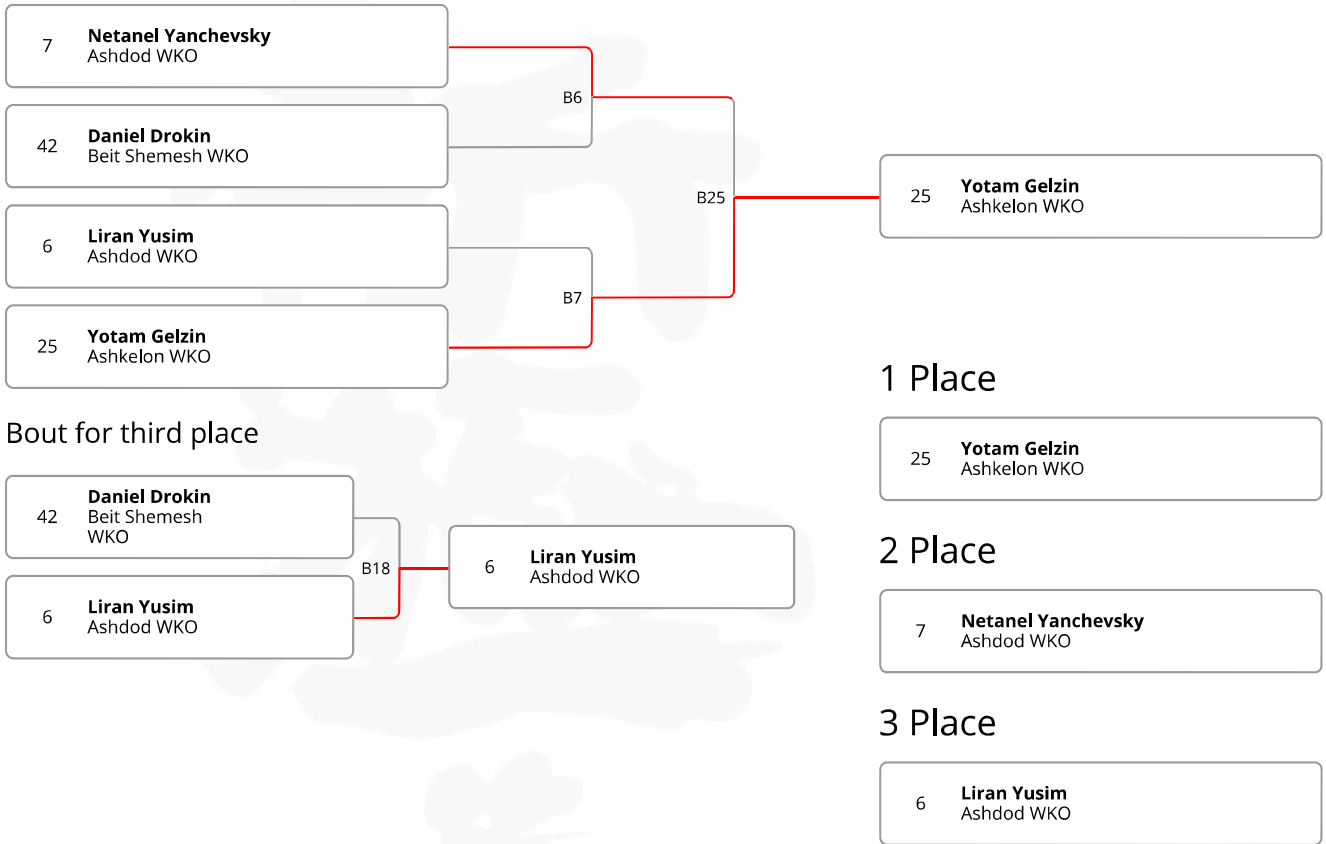 7
Netanel Yanchevsky
Ashdod WKO
B6
42
Daniel Drokin
Beit Shemesh WKO
6
Liran Yusim
Ashdod WKO
B7
25
Yotam Gelzin
Ashkelon WKO
B25
25
Yotam Gelzin
Ashkelon WKO
Bout for third place
42
Daniel Drokin
Beit Shemesh
WKO
B18
6
Liran Yusim
Ashdod WKO
6
Liran Yusim
Ashdod WKO
1 Place
25
Yotam Gelzin
Ashkelon WKO
2 Place
7
Netanel Yanchevsky
Ashdod WKO
3 Place
6
Liran Yusim
Ashdod WKO